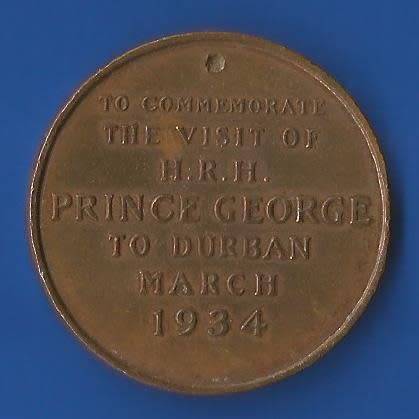 TO COMMEMORATE
THE VISIT OF
H.R.H.
PRINCE GEORGE
TO DURBAN
MARCH
1934